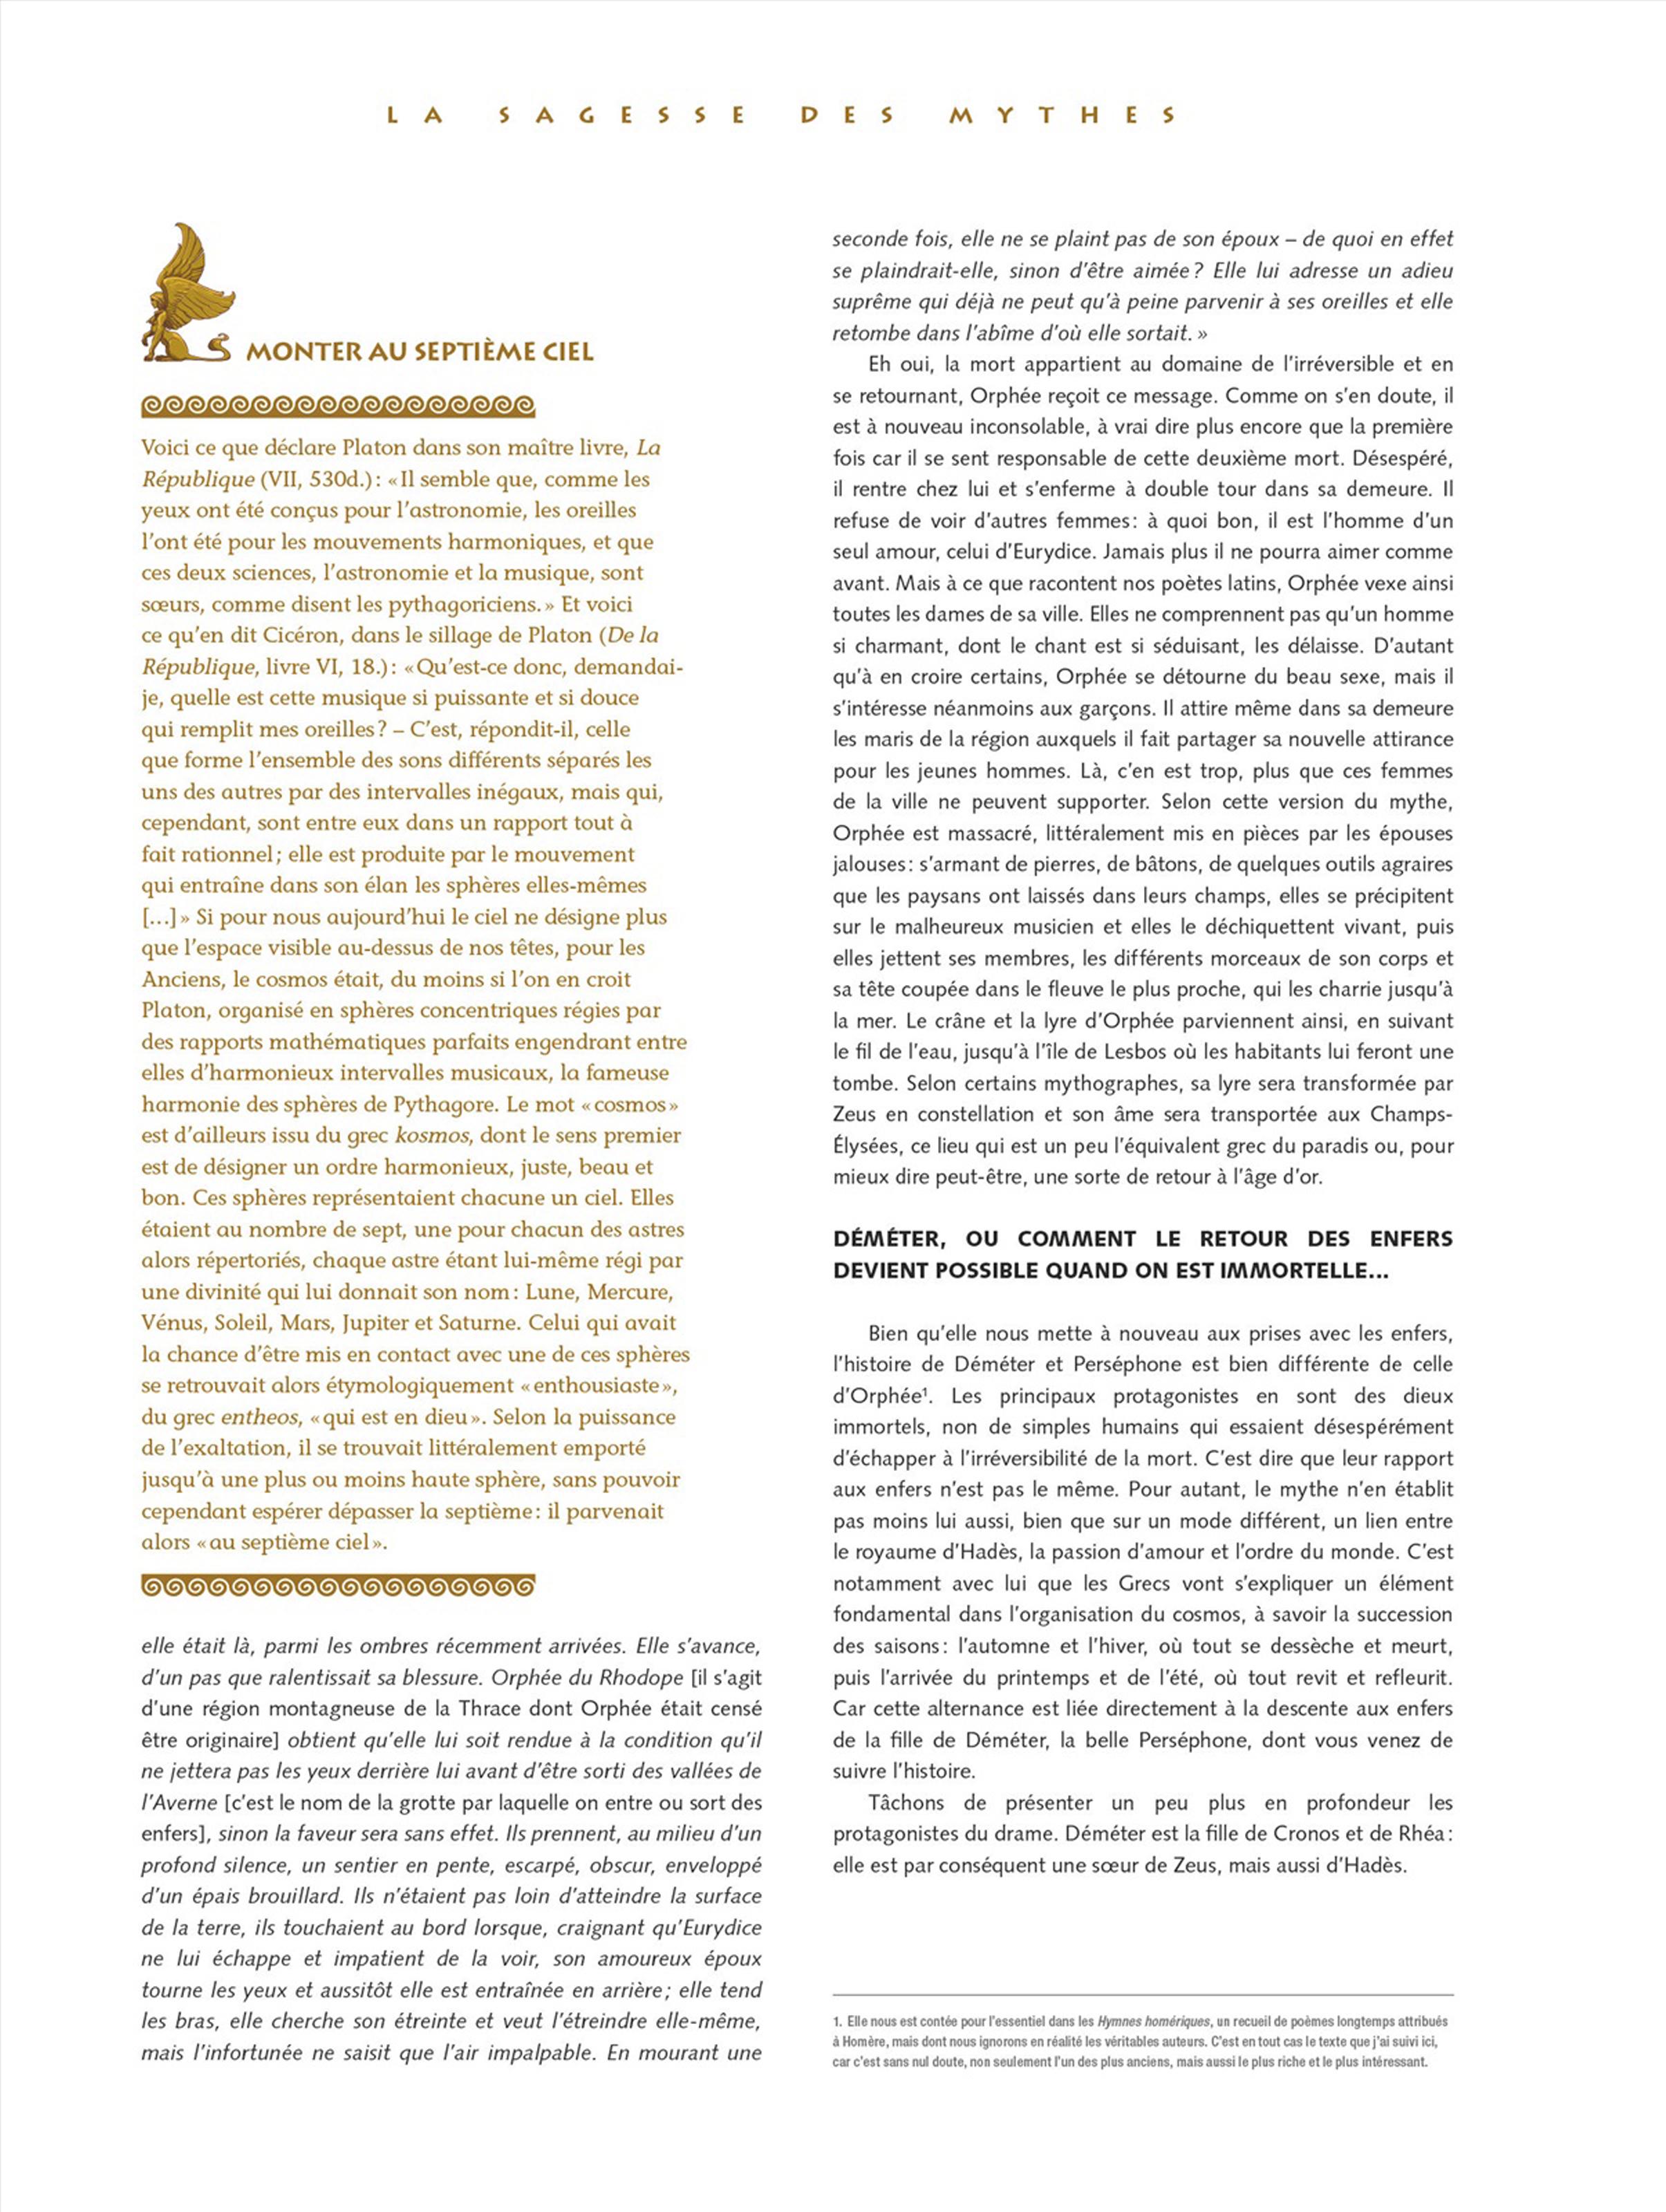 LA SAGESSE DES MYTHES
MONTER AU SEPTIÈME CIEL
Voici ce que déclare Platon dans son maître livre, La
République (VII, 530d.) : « Il semble que, comme les
yeux ont été conçus pour l'astronomie, les oreilles
l'ont été pour les mouvements harmoniques, et que
ces deux sciences, l'astronomie et la musique, sont
sœurs, comme disent les pythagoriciens. » Et voici
ce qu'en dit Cicéron, dans le sillage de Platon (De la
République, livre VI, 18.) : « Qu'est-ce donc, demandai-
je, quelle est cette musique si puissante et si douce
qui remplit mes oreilles ? – C'est, répondit-il, celle
que forme l'ensemble des sons différents séparés les
uns des autres par des intervalles inégaux, mais qui,
cependant, sont entre eux dans un rapport tout à
fait rationnel ; elle est produite par le mouvement
qui entraîne dans son élan les sphères elles-mêmes
[…] » Si pour nous aujourd'hui le ciel ne désigne plus
que l'espace visible au-dessus de nos têtes, pour les
Anciens, le cosmos était, du moins si l'on en croit
Platon, organisé en sphères concentriques régies par
des rapports mathématiques parfaits engendrant entre
elles d'harmonieux intervalles musicaux, la fameuse
harmonie des sphères de Pythagore. Le mot « cosmos »
est d'ailleurs issu du grec kosmos, dont le sens premier
est de désigner un ordre harmonieux, juste, beau et
bon. Ces sphères représentaient chacune un ciel. Elles
étaient au nombre de sept, une pour chacun des astres
alors répertoriés, chaque astre étant lui-même régi par
une divinité qui lui donnait son nom : Lune, Mercure,
Vénus, Soleil, Mars, Jupiter et Saturne. Celui qui avait
la chance d'être mis en contact avec une de ces sphères
se retrouvait alors étymologiquement « enthousiaste »,
du grec entheos, « qui est en dieu ». Selon la puissance
de l'exaltation, il se trouvait littéralement emporté
jusqu'à une plus ou moins haute sphère, sans pouvoir
cependant espérer dépasser la septième : il parvenait
alors « au septième ciel ».
elle était là, parmi les ombres récemment arrivées. Elle s'avance,
d'un pas que ralentissait sa blessure. Orphée du Rhodope [il s'agit
d'une région montagneuse de la Thrace dont Orphée était censé
être originaire] obtient qu'elle lui soit rendue à la condition qu'il
ne jettera pas les yeux derrière lui avant d'être sorti des vallées de
l'Averne [c'est le nom de la grotte par laquelle on entre ou sort des
enfers], sinon la faveur sera sans effet. Ils prennent, au milieu d'un
profond silence, un sentier en pente, escarpé, obscur, enveloppé
d'un épais brouillard. Ils n'étaient pas loin d'atteindre la surface
de la terre, ils touchaient au bord lorsque, craignant qu'Eurydice
ne lui échappe et impatient de la voir, son amoureux époux
tourne les yeux et aussitôt elle est entraînée en arrière ; elle tend
les bras, elle cherche son étreinte et veut l'étreindre elle-même,
mais l'infortunée ne saisit que l'air impalpable. En mourant une
seconde fois, elle ne se plaint pas de son époux – de quoi en effet
se plaindrait-elle, sinon d'être aimée ? Elle lui adresse un adieu
suprême qui déjà ne peut qu'à peine parvenir à ses oreilles et elle
retombe dans l'abîme d'où elle sortait. »
Eh oui, la mort appartient au domaine de l'irréversible et en
se retournant, Orphée reçoit ce message. Comme on s'en doute, il
est à nouveau inconsolable, à vrai dire plus encore que la première
fois car il se sent responsable de cette deuxième mort. Désespéré,
il rentre chez lui et s'enferme à double tour dans sa demeure. Il
refuse de voir d'autres femmes : à quoi bon, il est l'homme d'un
seul amour, celui d'Eurydice. Jamais plus il ne pourra aimer comme
avant. Mais à ce que racontent nos poètes latins, Orphée vexe ainsi
toutes les dames de sa ville. Elles ne comprennent pas qu'un homme
si charmant, dont le chant est si séduisant, les délaisse. D'autant
qu'à en croire certains, Orphée se détourne du beau sexe, mais il
s'intéresse néanmoins aux garçons. Il attire même dans sa demeure
les maris de la région auxquels il fait partager sa nouvelle attirance
pour les jeunes hommes. Là, c'en est trop, plus que ces femmes
de la ville ne peuvent supporter. Selon cette version du mythe,
Orphée est massacré, littéralement mis en pièces par les épouses
jalouses : s'armant de pierres, de bâtons, de quelques outils agraires
que les paysans ont laissés dans leurs champs, elles se précipitent
sur le malheureux musicien et elles le déchiquettent vivant, puis
elles jettent ses membres, les différents morceaux de son corps et
sa tête coupée dans le fleuve le plus proche, qui les charrie jusqu'à
la mer. Le crâne et la lyre d'Orphée parviennent ainsi, en suivant
le fil de l'eau, jusqu'à l'île de Lesbos où les habitants lui feront une
tombe. Selon certains mythographes, sa lyre sera transformée par
Zeus en constellation et son âme sera transportée aux Champs-
Élysées, ce lieu qui est un peu l'équivalent grec du paradis ou, pour
mieux dire peut-être, une sorte de retour à l'âge d'or.
DÉMÉTER, OU COMMENT LE RETOUR DES ENFERS
DEVIENT POSSIBLE QUAND ON EST IMMORTELLE…
Bien qu'elle nous mette à nouveau aux prises avec les enfers,
l'histoire de Déméter et Perséphone est bien différente de celle
d'Orphée¹. Les principaux protagonistes en sont des dieux
immortels, non de simples humains qui essaient désespérément
d'échapper à l'irréversibilité de la mort. C'est dire que leur rapport
aux enfers n'est pas le même. Pour autant, le mythe n'en établit
pas moins lui aussi, bien que sur un mode différent, un lien entre
le royaume d'Hadès, la passion d'amour et l'ordre du monde. C'est
notamment avec lui que les Grecs vont s'expliquer un élément
fondamental dans l'organisation du cosmos, à savoir la succession
des saisons : l'automne et l'hiver, où tout se dessèche et meurt,
puis l'arrivée du printemps et de l'été, où tout revit et refleurit.
Car cette alternance est liée directement à la descente aux enfers
de la fille de Déméter, la belle Perséphone, dont vous venez de
suivre l'histoire.
Tâchons de présenter un peu plus en profondeur les
protagonistes du drame. Déméter est la fille de Cronos et de Rhéa :
elle est par conséquent une sœur de Zeus, mais aussi d'Hadès.
1. Elle nous est contée pour l'essentiel dans les Hymnes homériques, un recueil de poèmes longtemps attribués
à Homère, mais dont nous ignorons en réalité les véritables auteurs. C'est en tout cas le texte que j'ai suivi ici,
car c'est sans nul doute, non seulement l'un des plus anciens, mais aussi le plus riche et le plus intéressant.